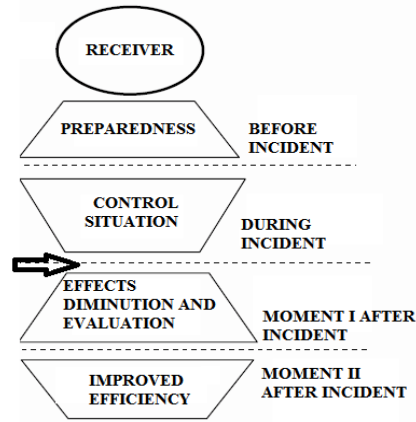 RECEIVER
PREPAREDNESS
BEFORE
INCIDENT
CONTROL
SITUATION
DURING
INCIDENT
EFFECTS
DIMINUTION AND
EVALUATION
MOMENT I AFTER
INCIDENT
IMPROVED
EFFICIENCY
MOMENT II
AFTER INCIDENT